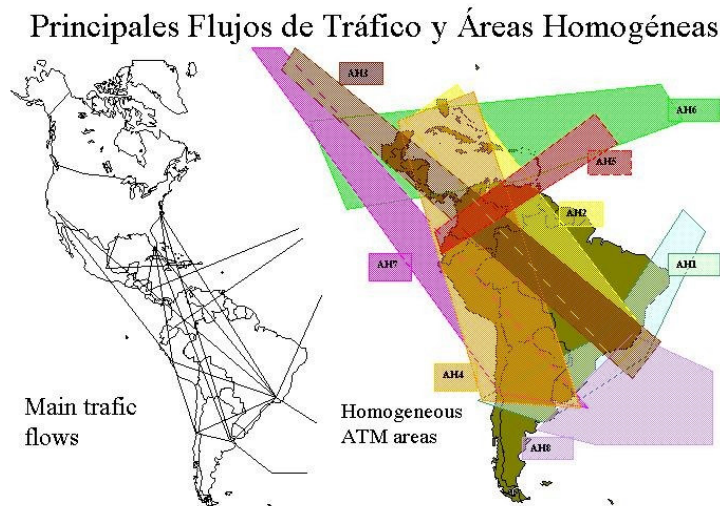 Principales Flujos de Tráfico y Áreas Homogéneas
AH3
AH6
AH5
AH2
AH7
AH1
AH4
Main trafic
flows
Homogeneous
ATM areas
AH8